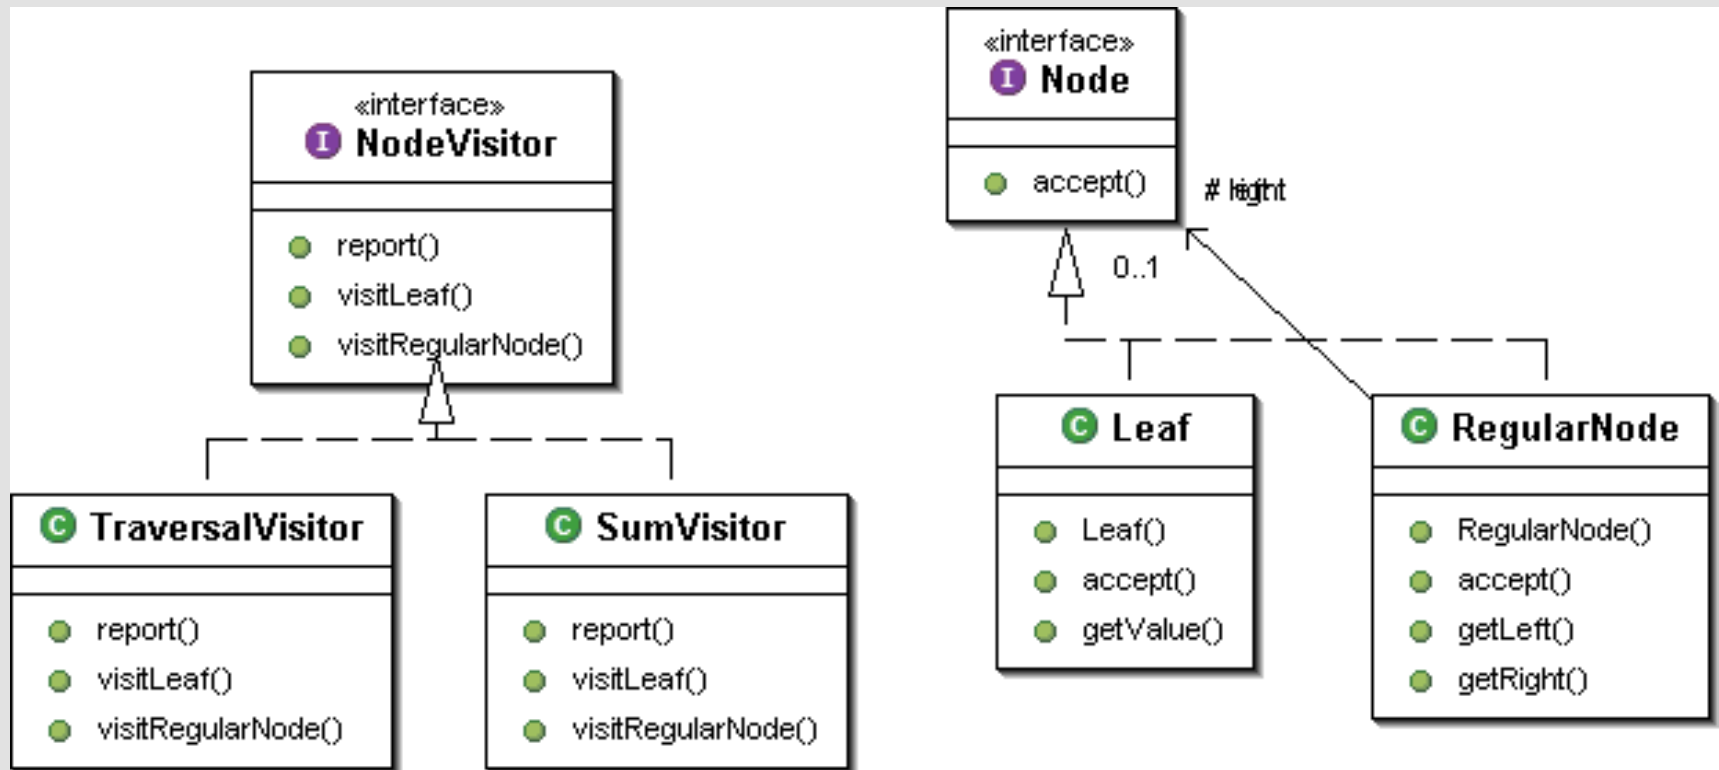 «interface»
I NodeVisitor
report()
visitLeaf()
visitRegularNode()
C TraversalVisitor
report()
visitLeaf()
visitRegularNode()
C SumVisitor
report()
visitLeaf()
visitRegularNode()
«interface»
I Node
accept()
#
0..1
C Leaf
Leaf()
accept()
getValue()
C RegularNode
RegularNode()
accept()
getLeft()
getRight()